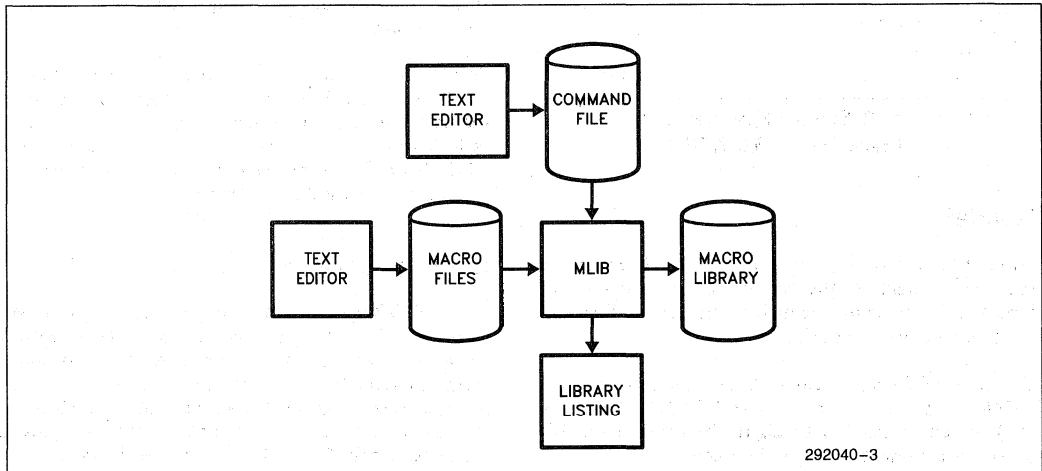 TEXT
EDITOR
COMMAND
FILE
TEXT
EDITOR
MACRO
FILES
MLIB
MACRO
LIBRARY
LIBRARY
LISTING
292040-3